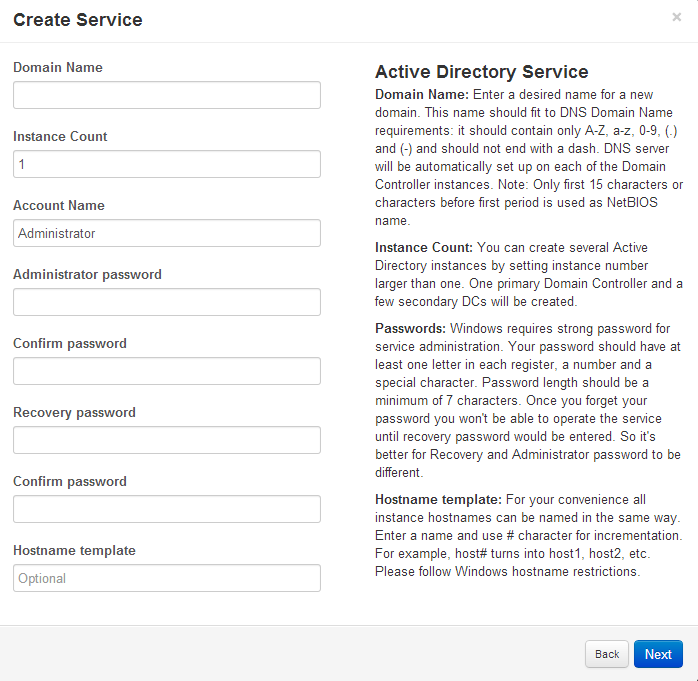 Create Service
×
Domain Name
Instance Count
1
Account Name
Administrator
Administrator password
Confirm password
Recovery password
Confirm password
Hostname template
Optional
Active Directory Service
Domain Name: Enter a desired name for a new
domain. This name should fit to DNS Domain Name
requirements: it should contain only A-Z, a-z, 0-9, (.)
and (-) and should not end with a dash. DNS server
will be automatically set up on each of the Domain
Controller instances. Note: Only first 15 characters or
characters before first period is used as NetBIOS
name.
Instance Count: You can create several Active
Directory instances by setting instance number
larger than one. One primary Domain Controller and a
few secondary DCs will be created.
Passwords: Windows requires strong password for
service administration. Your password should have at
least one letter in each register, a number and a
special character. Password length should be a
minimum of 7 characters. Once you forget your
password you won't be able to operate the service
until recovery password would be entered. So it's
better for Recovery and Administrator password to be
different.
Hostname template: For your convenience all
instance hostnames can be named in the same way.
Enter a name and use # character for incrementation.
For example, host# turns into host1, host2, etc.
Please follow Windows hostname restrictions.
Back
Next